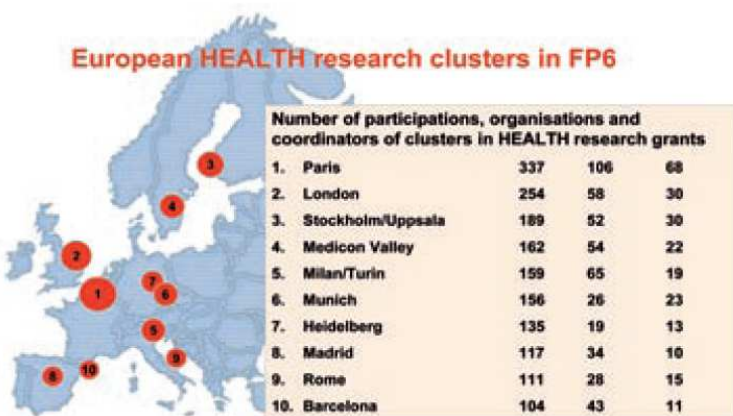 European HEALTH research clusters in FP6
Number of participations, organisations and
coordinators of clusters in HEALTH research grants
1. Paris 337 106 68
2. London 254 58 30
3. Stockholm/Uppsala 189 52 30
4. Medicon Valley 162 54 22
5. Milan/Turin 159 65 19
6. Munich 156 26 23
7. Heidelberg 135 19 13
8. Madrid 117 34 10
9. Rome 111 28 15
10. Barcelona 104 43 11
3
4
2
7
6
1
5
9
8
10